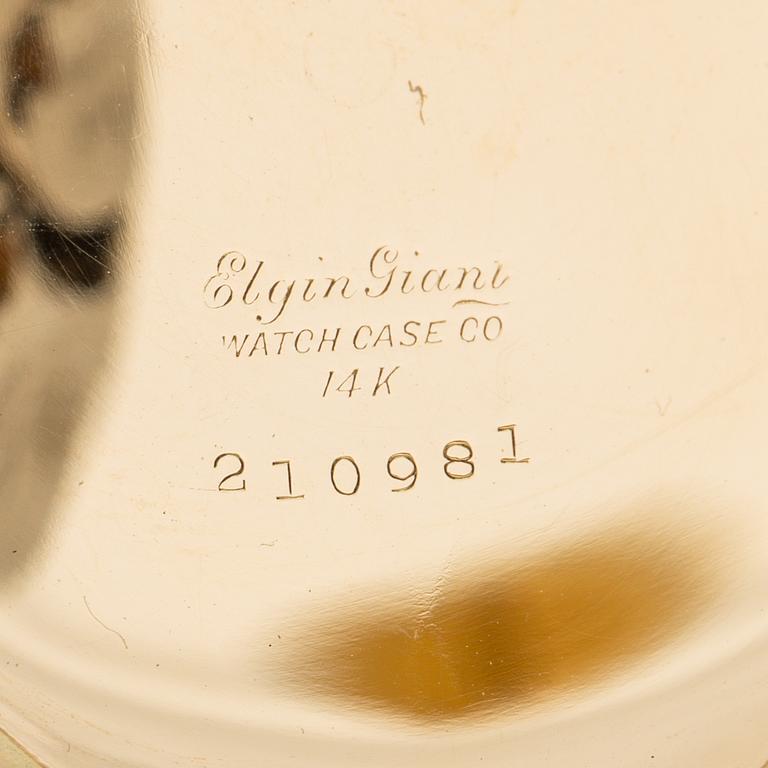 Elgin Giant
WATCH CASE CO
14K
210981